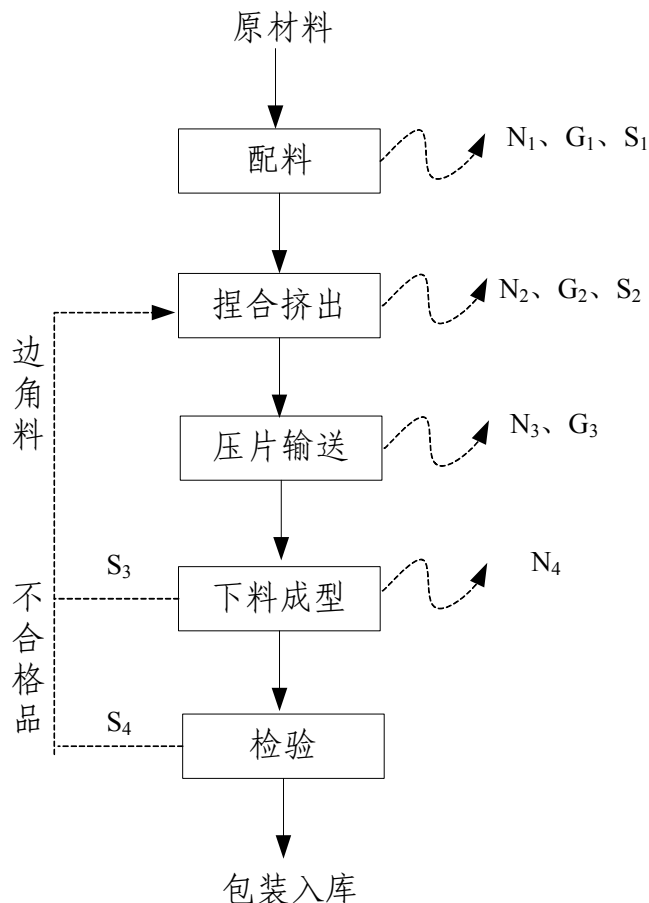 原材料
配料
N₁、G₁、S₁
捏合挤出
N₂、G₂、S₂
边角料
压片输送
N₃、G₃
S₃
下料成型
N₄
不合格品
S₄
检验
包装入库